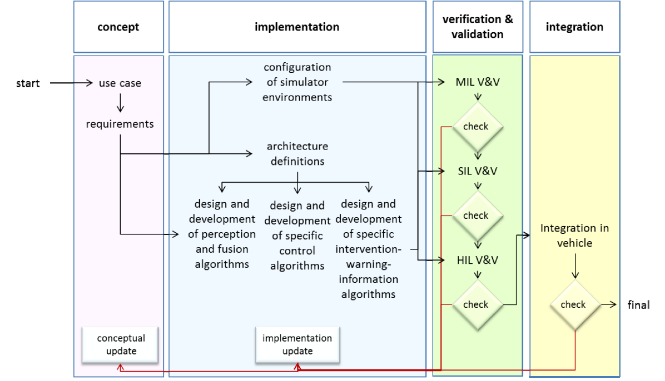 concept
implementation
verification &
validation
integration
start
use case
requirements
configuration
of simulator
environments
architecture
definitions
design and
development
of perception
and fusion
algorithms
design and
development
of specific
control
algorithms
design and
development
of specific
intervention-
warning-
information
algorithms
MIL V&V
check
SIL V&V
check
HIL V&V
check
Integration in
vehicle
check
final
conceptual
update
implementation
update